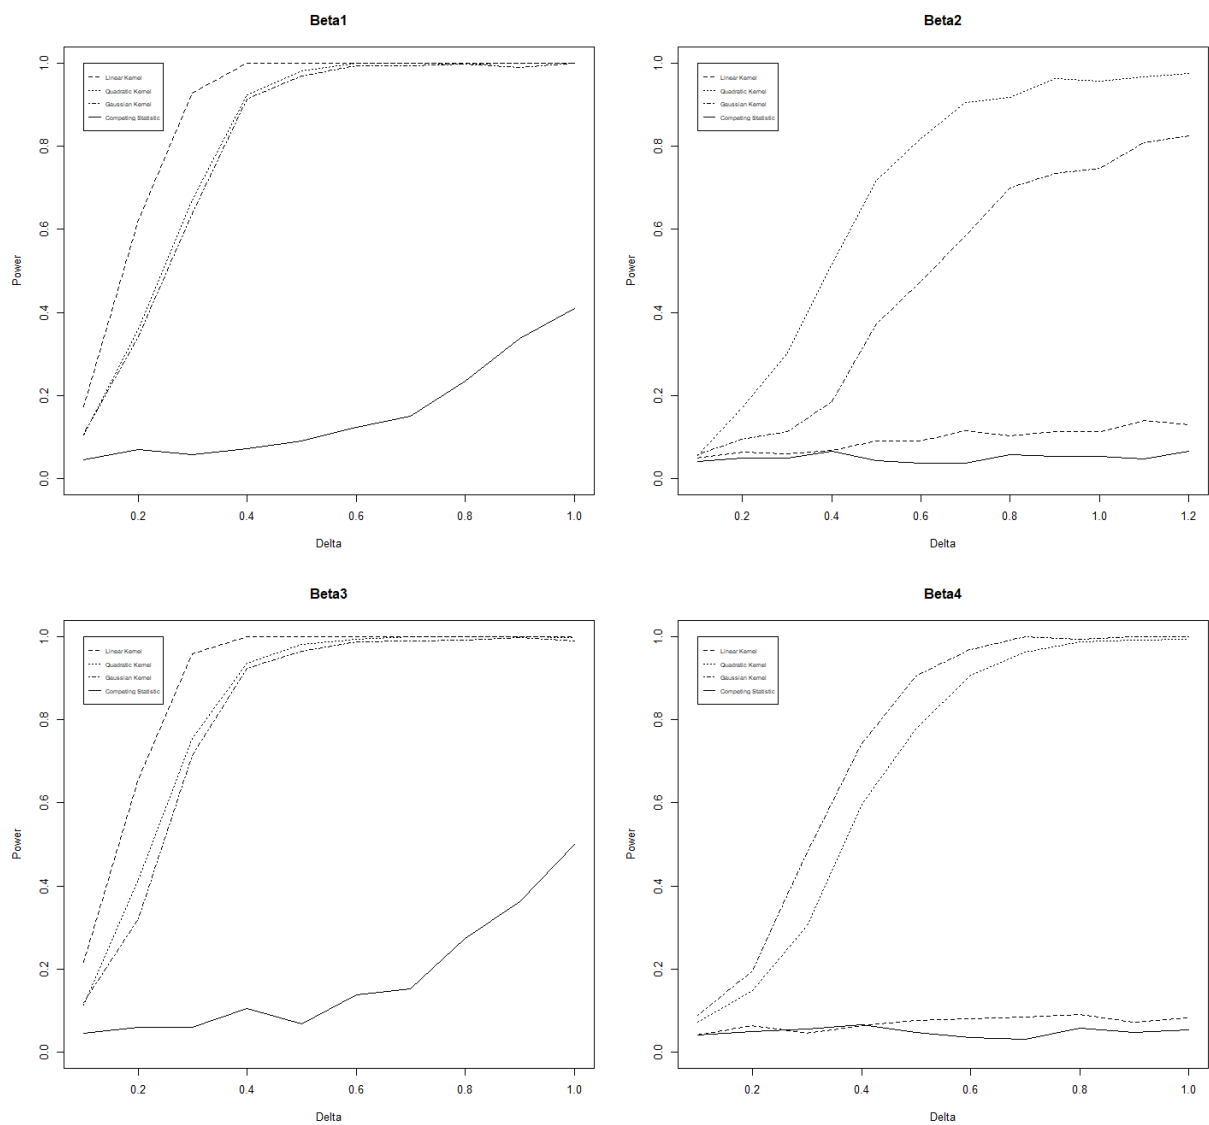 Beta1
Linear Kernel
Quadratic Kernel
Gaussian Kernel
Competing Statistic
Power
0.0 0.2 0.4 0.6 0.8 1.0
0.2 0.4 0.6 0.8 1.0
Delta
Beta2
Linear Kernel
Quadratic Kernel
Gaussian Kernel
Competing Statistic
Power
0.0 0.2 0.4 0.6 0.8 1.0
0.2 0.4 0.6 0.8 1.0 1.2
Delta
Beta3
Linear Kernel
Quadratic Kernel
Gaussian Kernel
Competing Statistic
Power
0.0 0.2 0.4 0.6 0.8 1.0
0.2 0.4 0.6 0.8 1.0
Delta
Beta4
Linear Kernel
Quadratic Kernel
Gaussian Kernel
Competing Statistic
Power
0.0 0.2 0.4 0.6 0.8 1.0
0.2 0.4 0.6 0.8 1.0
Delta